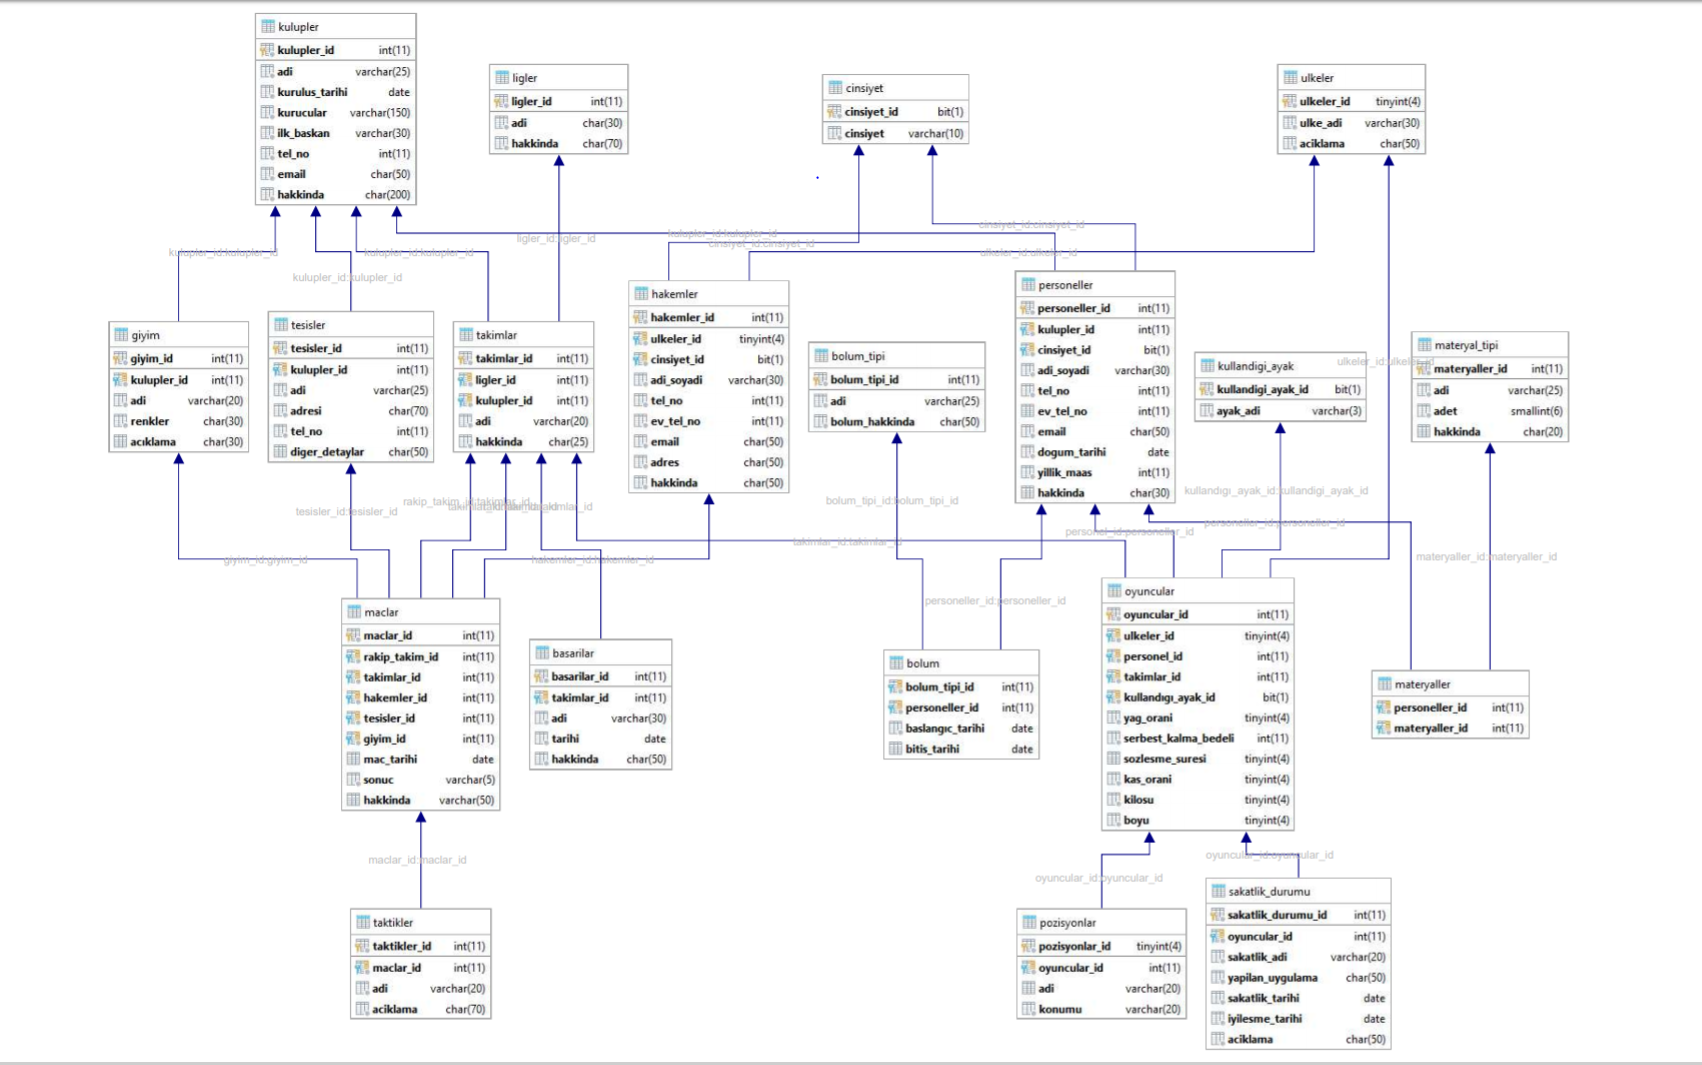 kulupler
kulupler_id int(11)
adi varchar(25)
kurulus_tarihi date
kurucular varchar(150)
ilk_baskan varchar(30)
tel_no int(11)
email char(50)
hakkinda char(200)
ligler
ligler_id int(11)
adi char(30)
hakkinda char(70)
cinsiyet
cinsiyet_id bit(1)
cinsiyet varchar(10)
ulkeler
ulkeler_id tinyint(4)
ulke_adi varchar(30)
aciklama char(50)
kulupler_id:kulupler_id
kulupler_id:kulupler_id
kulupler_id:kulupler_id
ligler_id:ligler_id
kulupler_id:kulupler_id
cinsiyet_id:cinsiyet_id
cinsiyet_id:cinsiyet_id
ulkeler_id:ulkeler_id
giyim
giyim_id int(11)
kulupler_id int(11)
adi varchar(20)
renkler char(30)
acıklama char(30)
tesisler
tesisler_id int(11)
kulupler_id int(11)
adi varchar(25)
adresi char(70)
tel_no int(11)
diger_detaylar char(50)
takimlar
takimlar_id int(11)
ligler_id int(11)
kulupler_id int(11)
adi varchar(20)
hakkinda char(25)
hakemler
hakemler_id int(11)
ulkeler_id tinyint(4)
cinsiyet_id bit(1)
adi_soyadi varchar(30)
tel_no int(11)
ev_tel_no int(11)
email char(50)
adres char(50)
hakkinda char(50)
bolum_tipi
bolum_tipi_id int(11)
adi varchar(25)
bolum_hakkinda char(50)
personeller
personeller_id int(11)
kulupler_id int(11)
cinsiyet_id bit(1)
adi_soyadi varchar(30)
tel_no int(11)
ev_tel_no int(11)
email char(50)
dogum_tarihi date
yillik_maas int(11)
hakkinda char(30)
kullandigi_ayak
kullandigi_ayak_id bit(1)
ayak_adi varchar(3)
ulkeler_id:ulkeler_id
materyal_tipi
materyaller_id int(11)
adi varchar(25)
adet smallint(6)
hakkinda char(20)
tesisler_id:tesisler_id
rakip_takim_id:takimlar_id
giyim_id:giyim_id
hakemler_id:hakemler_id
bolum_tipi_id:bolum_tipi_id
takimlar_id:takimlar_id
personeller_id:personeller_id
personel_id:personeller_id
kullandıgı_ayak_id:kullandigi_ayak_id
personeller_id:personeller_id
materyaller_id:materyaller_id
maclar
maclar_id int(11)
rakip_takim_id int(11)
takimlar_id int(11)
hakemler_id int(11)
tesisler_id int(11)
giyim_id int(11)
mac_tarihi date
sonuc varchar(5)
hakkinda varchar(50)
basarilar
basarilar_id int(11)
takimlar_id int(11)
adi varchar(30)
tarihi date
hakkinda char(50)
bolum
bolum_tipi_id int(11)
personeller_id int(11)
baslangıc_tarihi date
bitis_tarihi date
oyuncular
oyuncular_id int(11)
ulkeler_id tinyint(4)
personel_id int(11)
takimlar_id int(11)
kullandıgı_ayak_id bit(1)
yag_orani tinyint(4)
serbest_kalma_bedeli int(11)
sozlesme_suresi tinyint(4)
kas_orani tinyint(4)
kilosu tinyint(4)
boyu tinyint(4)
materyaller
personeller_id int(11)
materyaller_id int(11)
maclar_id:maclar_id
oyuncular_id:oyuncular_id
oyuncular_id:oyuncular_id
taktikler
taktikler_id int(11)
maclar_id int(11)
adi varchar(20)
aciklama char(70)
pozisyonlar
pozisyonlar_id tinyint(4)
oyuncular_id int(11)
adi varchar(20)
konumu varchar(20)
sakatlik_durumu
sakatlik_durumu_id int(11)
oyuncular_id int(11)
sakatlik_adi varchar(20)
yapilan_uygulama char(50)
sakatlik_tarihi date
iyilesme_tarihi date
aciklama char(50)